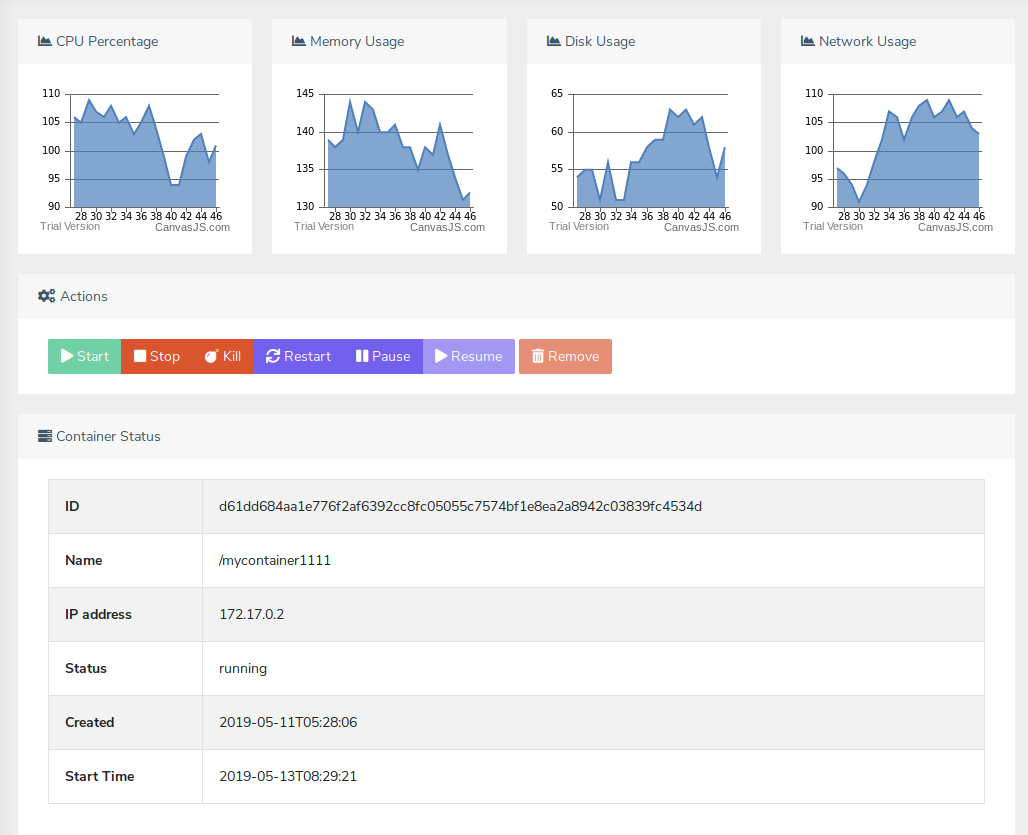 CPU Percentage
110
105
100
95
90
28 30 32 34 36 38 40 42 44 46
Trial Version
CanvasJS.com
Memory Usage
145
140
135
130
28 30 32 34 36 38 40 42 44 46
Trial Version
CanvasJS.com
Disk Usage
65
60
55
50
28 30 32 34 36 38 40 42 44 46
Trial Version
CanvasJS.com
Network Usage
110
105
100
95
90
28 30 32 34 36 38 40 42 44 46
Trial Version
CanvasJS.com
Actions
Start Stop Kill Restart Pause Resume Remove
Container Status
ID d61dd684aa1e776f2af6392cc8fc05055c7574bf1e8ea2a8942c03839fc4534d
Name /mycontainer1111
IP address 172.17.0.2
Status running
Created 2019-05-11T05:28:06
Start Time 2019-05-13T08:29:21